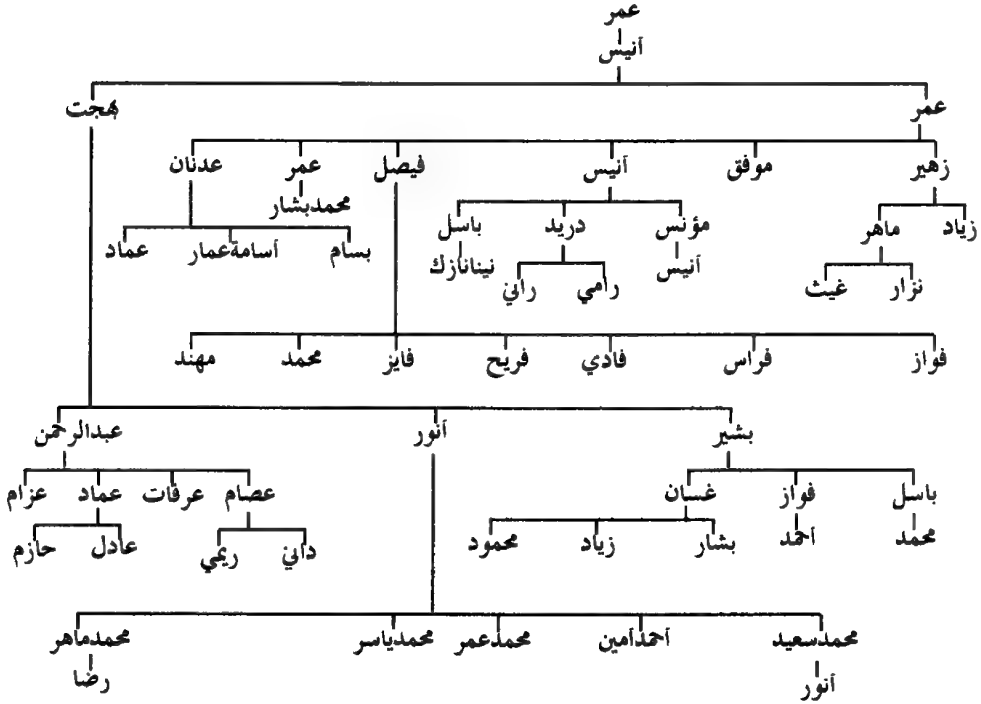 عمر
أنيس
عمر بهجت
زهير موفق أنيس فيصل عمر عدنان
محمدبشار
زياد ماهر مؤنس دريد باسل
بسام أسامةعمار عماد
أنيس نينانازك
نزار غيث رامي راني
فواز فراس فادي فريح فايز محمد مهند
بشير أنور عبدالرحمن
باسل فواز غسان عصام عرفات عماد عزام
محمد أحمد بشار زياد محمود داني ريمي عادل حازم
محمدسعيد أحمدأمين محمدعمر محمدياسر محمدماهر
أنور رضا